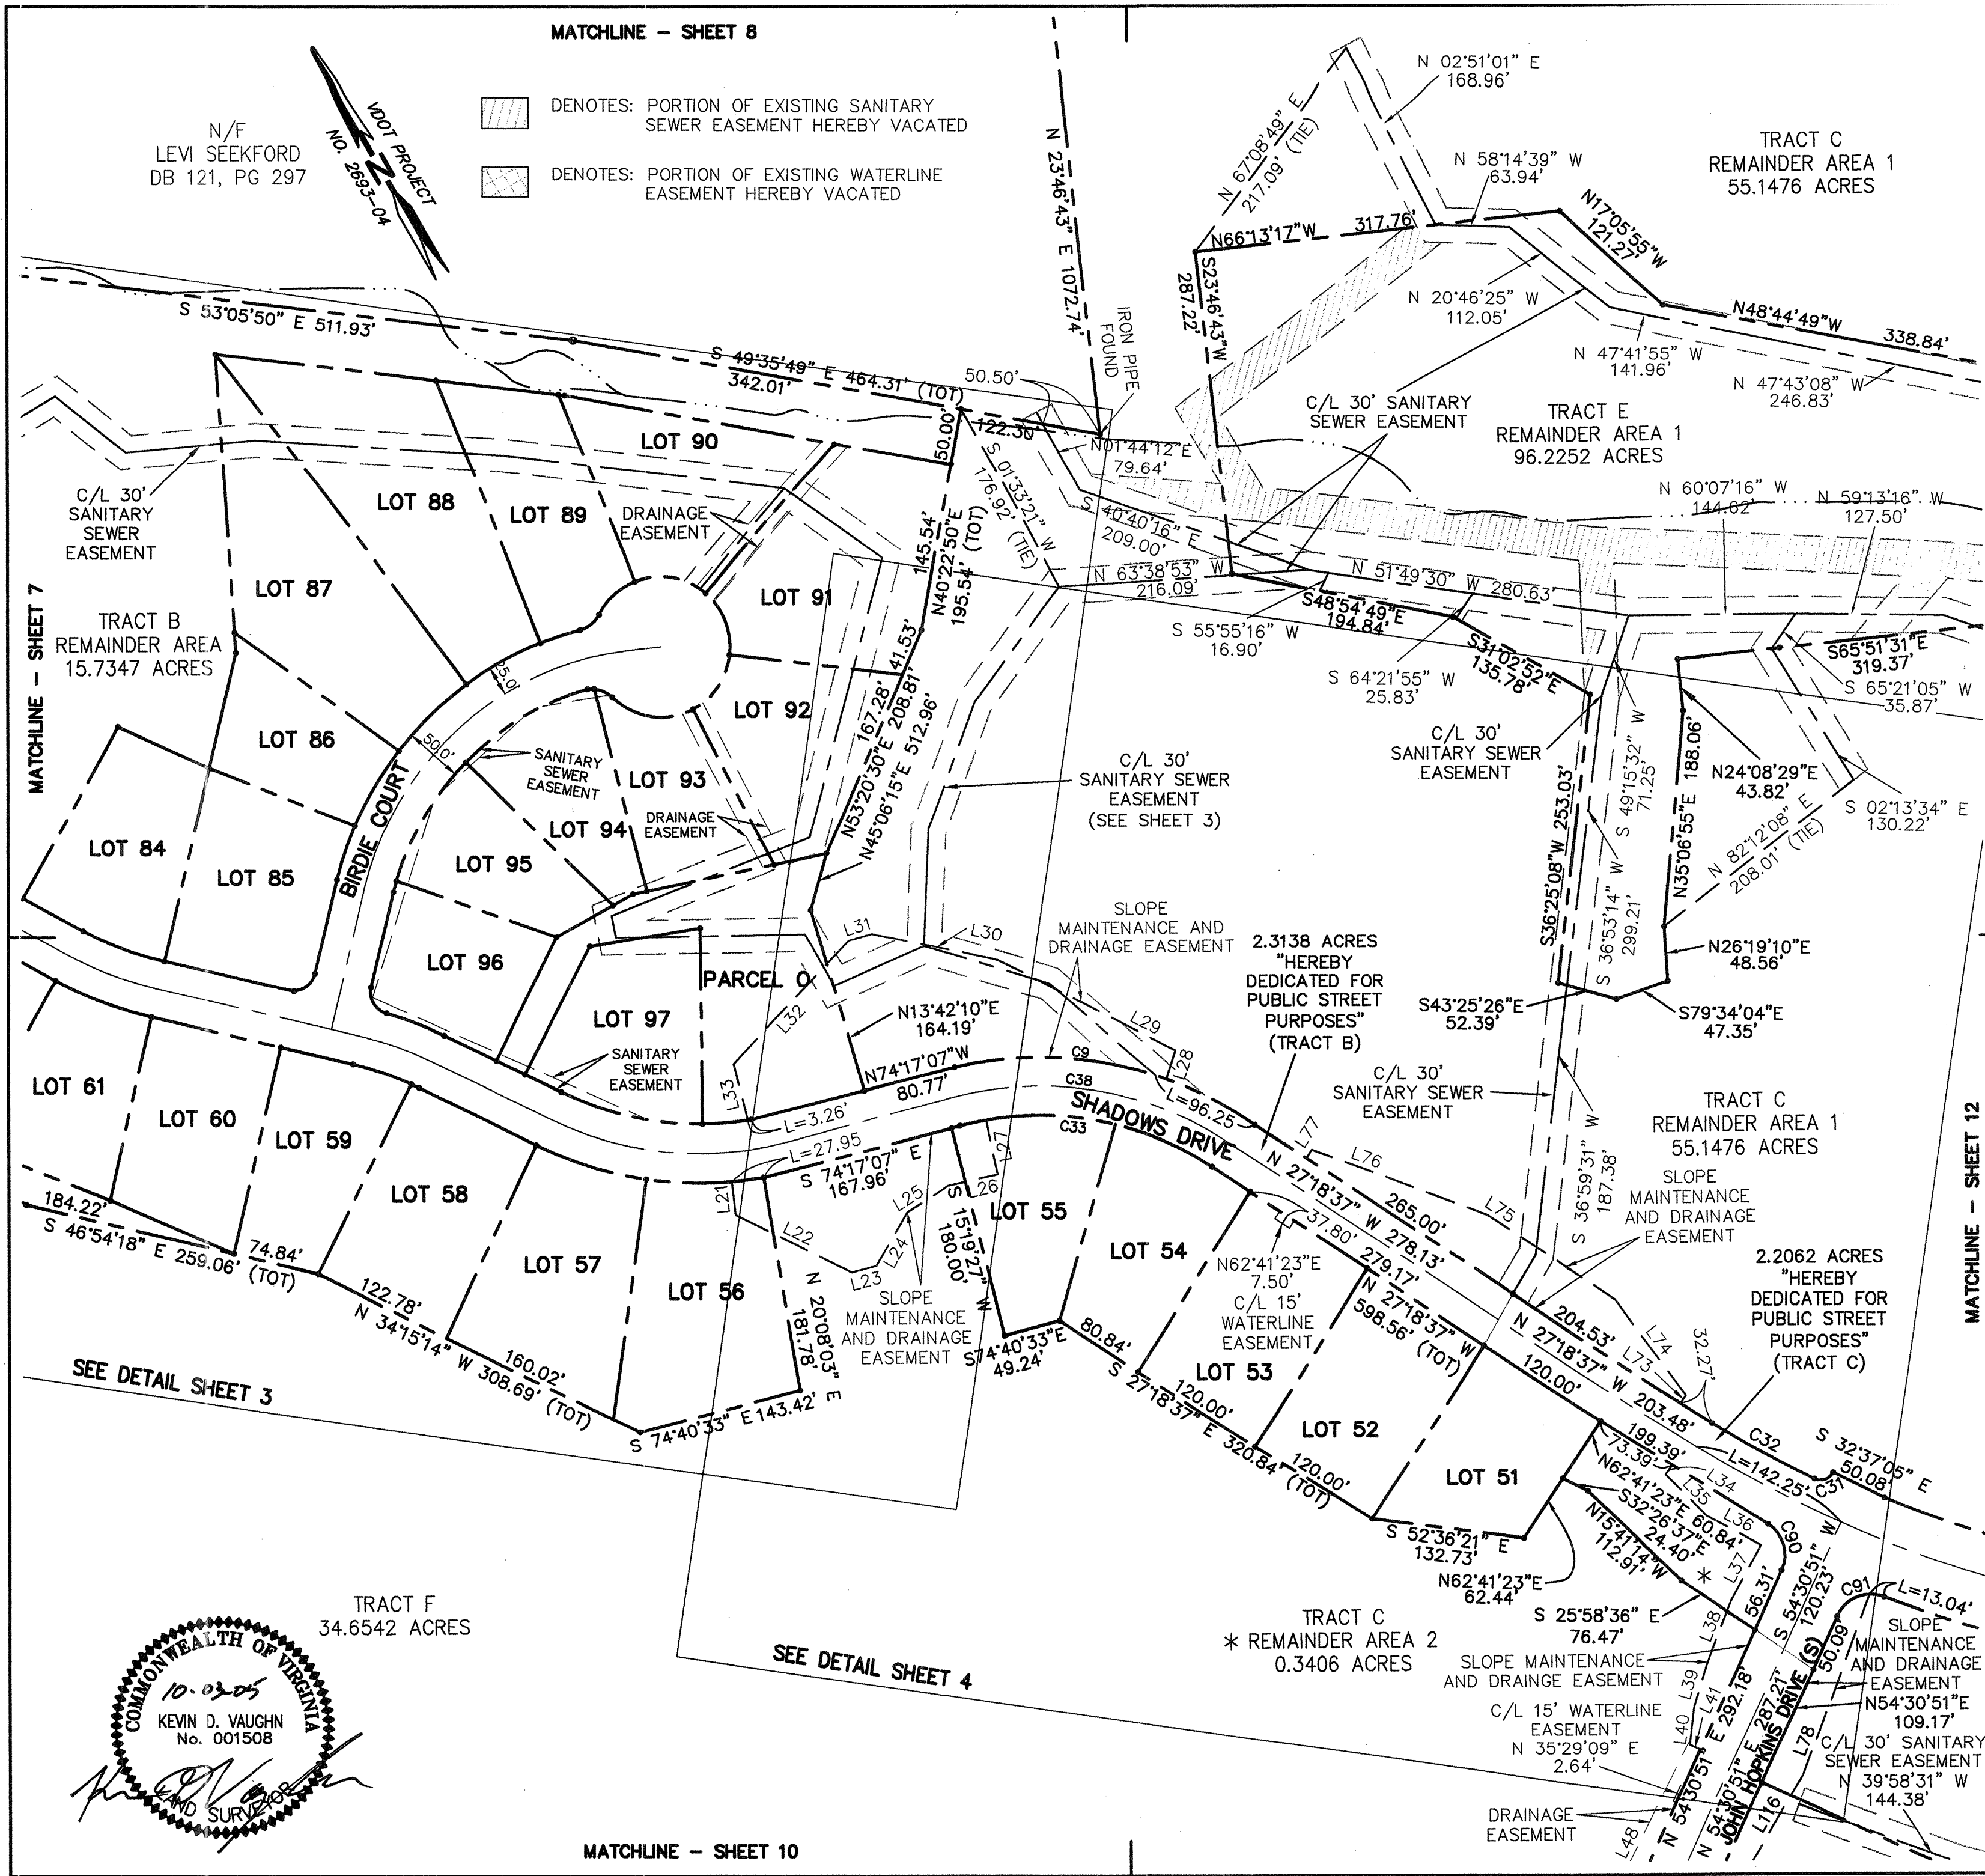 MATCHLINE - SHEET 8
N/F
LEVI SEEKFORD
DB 121, PG 297
VDOT PROJECT
NO. 2693-04
DENOTES: PORTION OF EXISTING SANITARY
SEWER EASEMENT HEREBY VACATED
DENOTES: PORTION OF EXISTING WATERLINE
EASEMENT HEREBY VACATED
N 23°46'43" E 1072.74'
IRON PIPE
FOUND
N 67°08'49" E
217.09' (TIE)
N 02°51'01" E
168.96'
N 58°14'39" W
63.94'
TRACT C
REMAINDER AREA 1
55.1476 ACRES
N66°13'17"W 317.76'
S23°46'43"W
287.22'
N17°05'55"W
121.27'
N 20°46'25" W
112.05'
N48°44'49"W 338.84'
N 47°41'55" W
141.96'
N 47°43'08" W
246.83'
C/L 30' SANITARY
SEWER EASEMENT
TRACT E
REMAINDER AREA 1
96.2252 ACRES
N 60°07'16" W
144.62'
N 59°13'16" W
127.50'
S 53°05'50" E 511.93'
S 49°35'49" E 464.31' (TOT)
342.01'
50.50'
122.30'
50.00'
N01°44'12"E
79.64'
S 01°33'21" W
176.92' (TIE)
S 40°40'16" E
209.00'
N 63°38'53" W
216.09'
N 51°49'30" W 280.63'
S48°54'49"E
194.84'
S 55°55'16" W
16.90'
S 64°21'55" W
25.83'
S31°02'52"E
135.78'
S65°51'31"E
319.37'
S 65°21'05" W
35.87'
N24°08'29"E
43.82'
S 02°13'34" E
130.22'
N 82°12'08" E
208.01' (TIE)
N35°06'55"E 188.06'
S 49°15'32" W
71.25'
S 36°53'14" W
299.21'
S36°25'08"W 253.03'
C/L 30'
SANITARY SEWER
EASEMENT
N26°19'10"E
48.56'
S43°25'26"E
52.39'
S79°34'04"E
47.35'
C/L 30'
SANITARY
SEWER
EASEMENT
MATCHLINE - SHEET 7
TRACT B
REMAINDER AREA
15.7347 ACRES
LOT 90
LOT 88
LOT 89
DRAINAGE
EASEMENT
LOT 87
LOT 91
145.54'
N40°22'50"E
195.54' (TOT)
41.53'
167.28'
N53°20'30"E 208.81'
N45°06'15"E 512.96'
LOT 86
25.0'
50.0'
LOT 92
SANITARY
SEWER
EASEMENT
LOT 93
LOT 94
DRAINAGE
EASEMENT
LOT 84
LOT 85
BIRDIE COURT
LOT 95
LOT 96
LOT 97
PARCEL O
C/L 30'
SANITARY SEWER
EASEMENT
(SEE SHEET 3)
SLOPE
MAINTENANCE AND
DRAINAGE EASEMENT
L31
L30
L32
L33
L29
L28
N13°42'10"E
164.19'
N74°17'07"W
80.77'
C9
C38
C33
L=96.25'
SHADOWS DRIVE
2.3138 ACRES
"HEREBY
DEDICATED FOR
PUBLIC STREET
PURPOSES"
(TRACT B)
C/L 30'
SANITARY SEWER
EASEMENT
TRACT C
REMAINDER AREA 1
55.1476 ACRES
S 36°59'31" W
187.38'
SLOPE
MAINTENANCE
AND DRAINAGE
EASEMENT
2.2062 ACRES
"HEREBY
DEDICATED FOR
PUBLIC STREET
PURPOSES"
(TRACT C)
MATCHLINE - SHEET 12
SANITARY
SEWER
EASEMENT
L=3.26'
L=27.95
S 74°17'07" E
167.96'
LOT 61
LOT 60
LOT 59
LOT 58
LOT 57
LOT 56
LOT 55
LOT 54
LOT 53
LOT 52
LOT 51
L21
L22
L23
L24
L25
L26
L27
S 15°19'27" W
180.00'
SLOPE
MAINTENANCE
AND DRAINAGE
EASEMENT
184.22'
S 46°54'18" E 259.06' (TOT)
74.84'
122.78'
N 34°15'14" W 308.69' (TOT)
160.02'
S 74°40'33" E 143.42'
N 20°08'03" E
181.78'
S74°40'33"E
49.24'
80.84'
120.00'
S 27°18'37" E 320.84' (TOT)
120.00'
S 52°36'21" E
132.73'
N62°41'23"E
62.44'
L77
L76
L75
L74
L73
N 27°18'37" W 278.13'
265.00'
37.80'
279.17'
N 27°18'37" W
598.56' (TOT)
N62°41'23"E
7.50'
C/L 15'
WATERLINE
EASEMENT
204.53'
N 27°18'37" W 203.48'
120.00'
32.27'
199.39'
73.39'
L=142.25'
C32
C37
S 32°37'05" E
50.08'
L34
L35
L36
L37
C90
N62°41'23"E 60.84'
S32°26'37"E
24.40'
N15°41'14"W
112.91'
*
S 25°58'36" E
76.47'
56.31'
S 54°30'51" W
120.23'
C91
L=13.04'
50.09'
SLOPE
MAINTENANCE
AND DRAINAGE
EASEMENT
N54°30'51"E
109.17'
C/L 30' SANITARY
SEWER EASEMENT
N 39°58'31" W
144.38'
TRACT C
* REMAINDER AREA 2
0.3406 ACRES
SLOPE MAINTENANCE
AND DRAINGE EASEMENT
C/L 15' WATERLINE
EASEMENT
N 35°29'09" E
2.64'
DRAINAGE
EASEMENT
L38
L39
L40
L41
L48
N 54°30'51" E 292.18'
N 54°30'51" E 287.21'
JOHN HOPKINS DRIVE (S)
L78
L116
SEE DETAIL SHEET 3
SEE DETAIL SHEET 4
TRACT F
34.6542 ACRES
COMMONWEALTH OF VIRGINIA
10-03-05
KEVIN D. VAUGHN
No. 001508
LAND SURVEYOR
MATCHLINE - SHEET 10